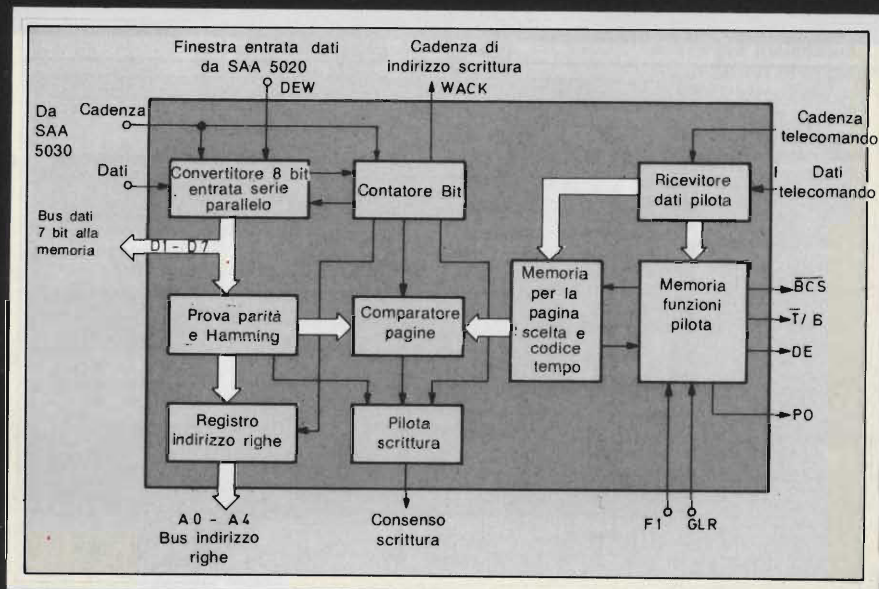 Finestra entrata dati
da SAA 5020
DEW
Cadenza di
indirizzo scrittura
WACK
Da
SAA
5030
Cadenza
Dati
Cadenza
telecomando
Dati
telecomando
Convertitore 8 bit
entrata serie
parallelo
Contatore Bit
Ricevitore
dati pilota
Bus dati
7 bit alla
memoria
D1 - D7
Prova parità
e Hamming
Comparatore
pagine
Memoria
per la
pagina
scelta e
codice
tempo
Memoria
funzioni
pilota
B̅C̅S̅
T̅/B
DE
PO
Registro
indirizzo righe
Pilota
scrittura
A0 - A4
Bus indirizzo
righe
Consenso
scrittura
F1
GLR